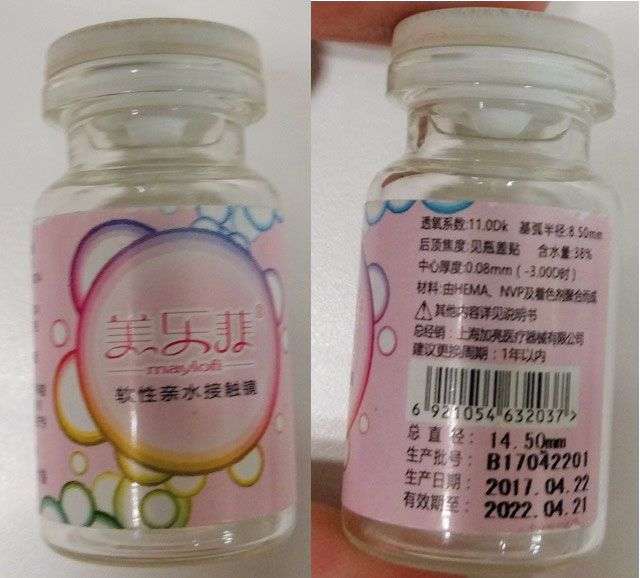 美乐菲®
maylofi
软性亲水接触镜
透氧系数:11.0Dk 基弧半径:8.50mm
后顶焦度:见瓶盖贴 含水量:38%
中心厚度:0.08mm(-3.00D时)
材料:由HEMA、NVP及着色剂聚合而成
其他内容详见说明书
总经销:上海加亮医疗器械有限公司
建议更换周期:1年以内
6 921054 632037>
总直径: 14.50mm
生产批号: B17042201
生产日期: 2017.04.22
有效期至: 2022.04.21